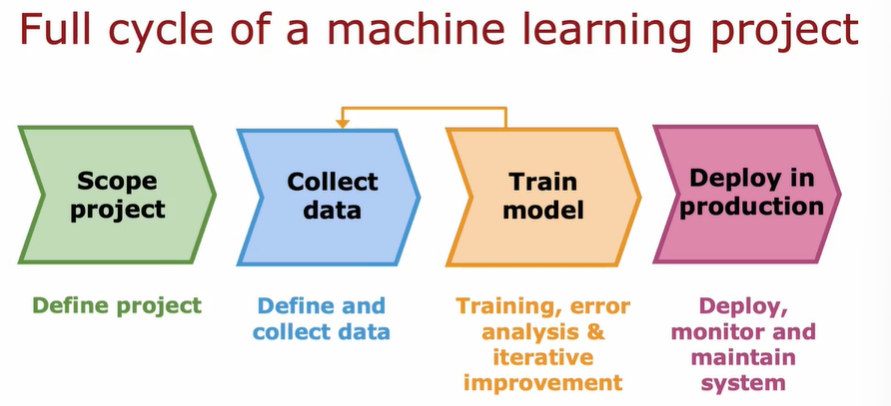 Full cycle of a machine learning project
Scope
project
Collect
data
Train
model
Deploy in
production
Define project
Define and
collect data
Training, error
analysis &
iterative
improvement
Deploy,
monitor and
maintain
system